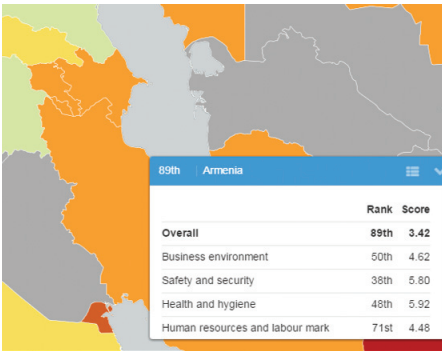 89th | Armenia
Rank Score
Overall 89th 3.42
Business environment 50th 4.62
Safety and security 38th 5.80
Health and hygiene 48th 5.92
Human resources and labour mark 71st 4.48